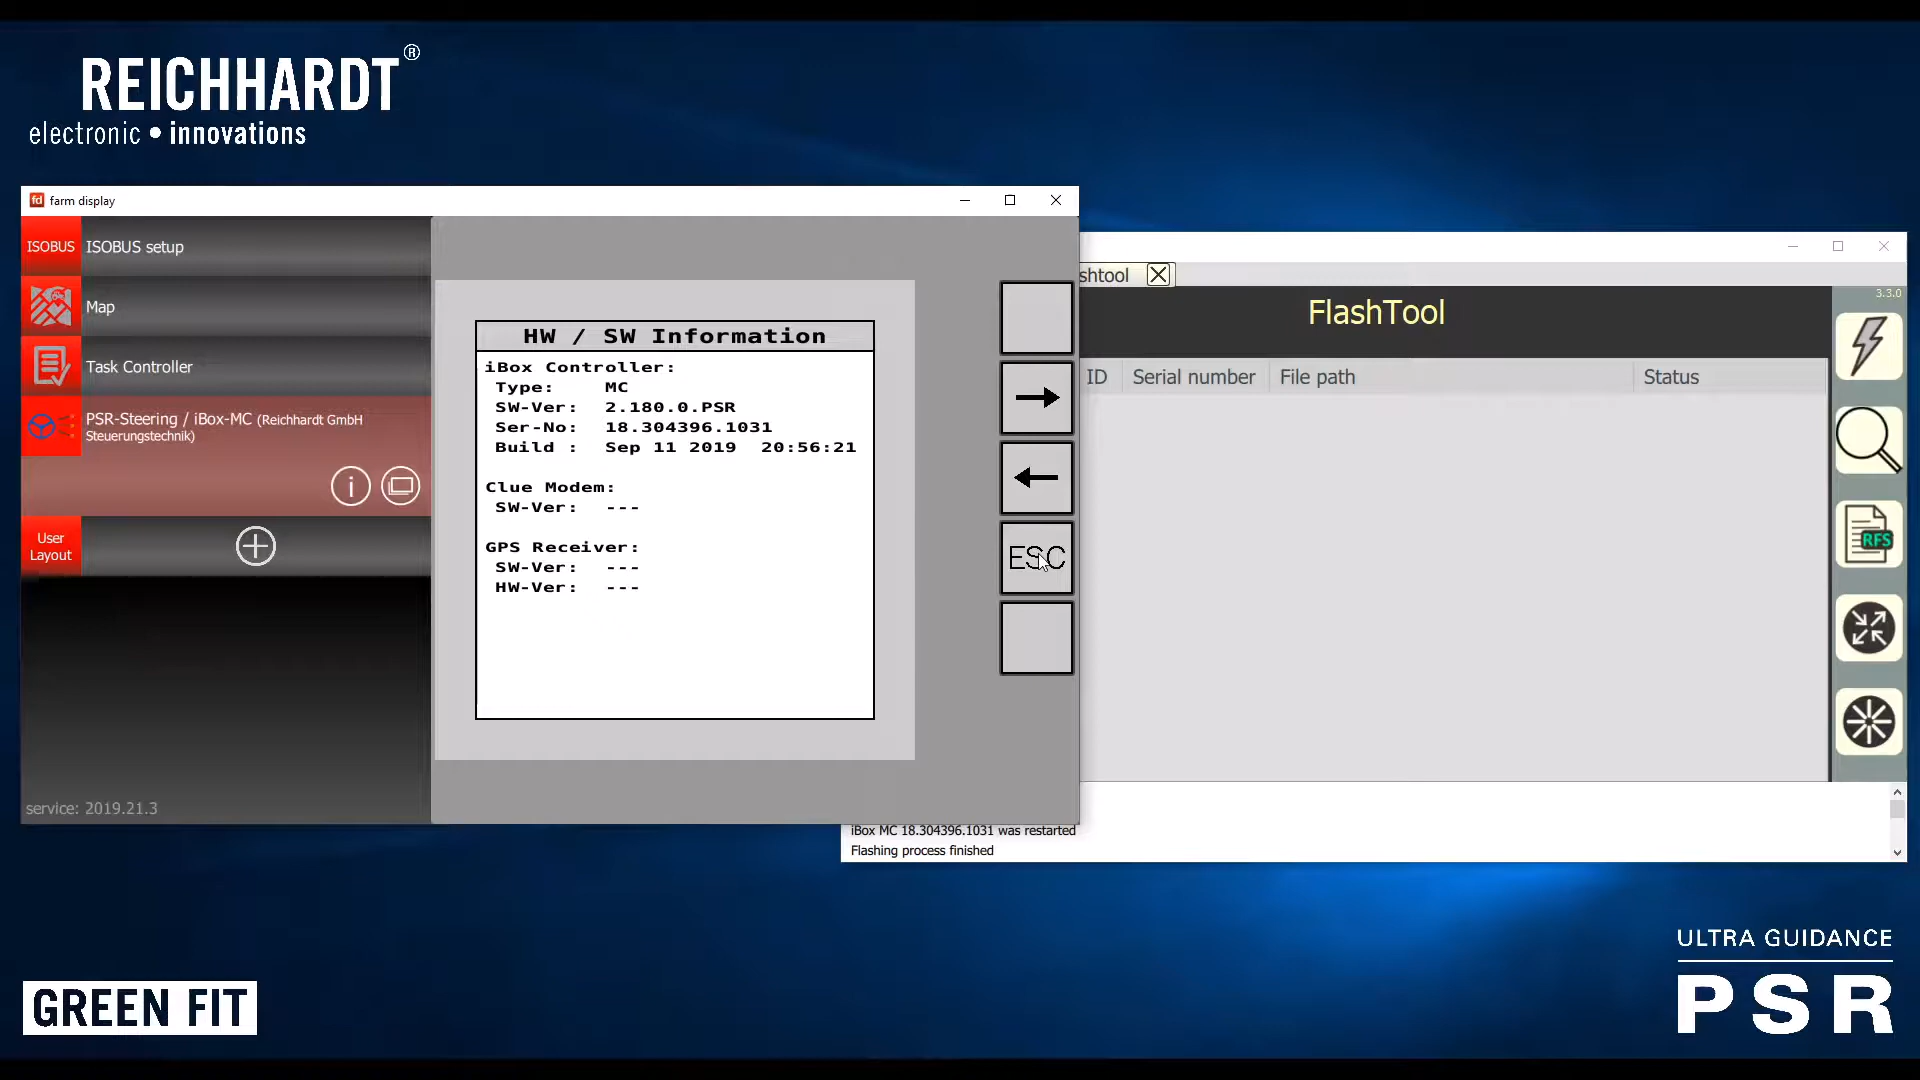 REICHHARDT®
electronic • innovations
fd farm display
ISOBUS ISOBUS setup
Map
Task Controller
PSR-Steering / iBox-MC (Reichhardt GmbH
Steuerungstechnik)
i
User
Layout
service: 2019.21.3
HW / SW Information
iBox Controller:
Type: MC
SW-Ver: 2.180.0.PSR
Ser-No: 18.304396.1031
Build : Sep 11 2019 20:56:21
Clue Modem:
SW-Ver: ---
GPS Receiver:
SW-Ver: ---
HW-Ver: ---
ESC
shtool
FlashTool
3.3.0
ID Serial number File path Status
RFS
iBox MC 18.304396.1031 was restarted
Flashing process finished
GREEN FIT
ULTRA GUIDANCE
PSR